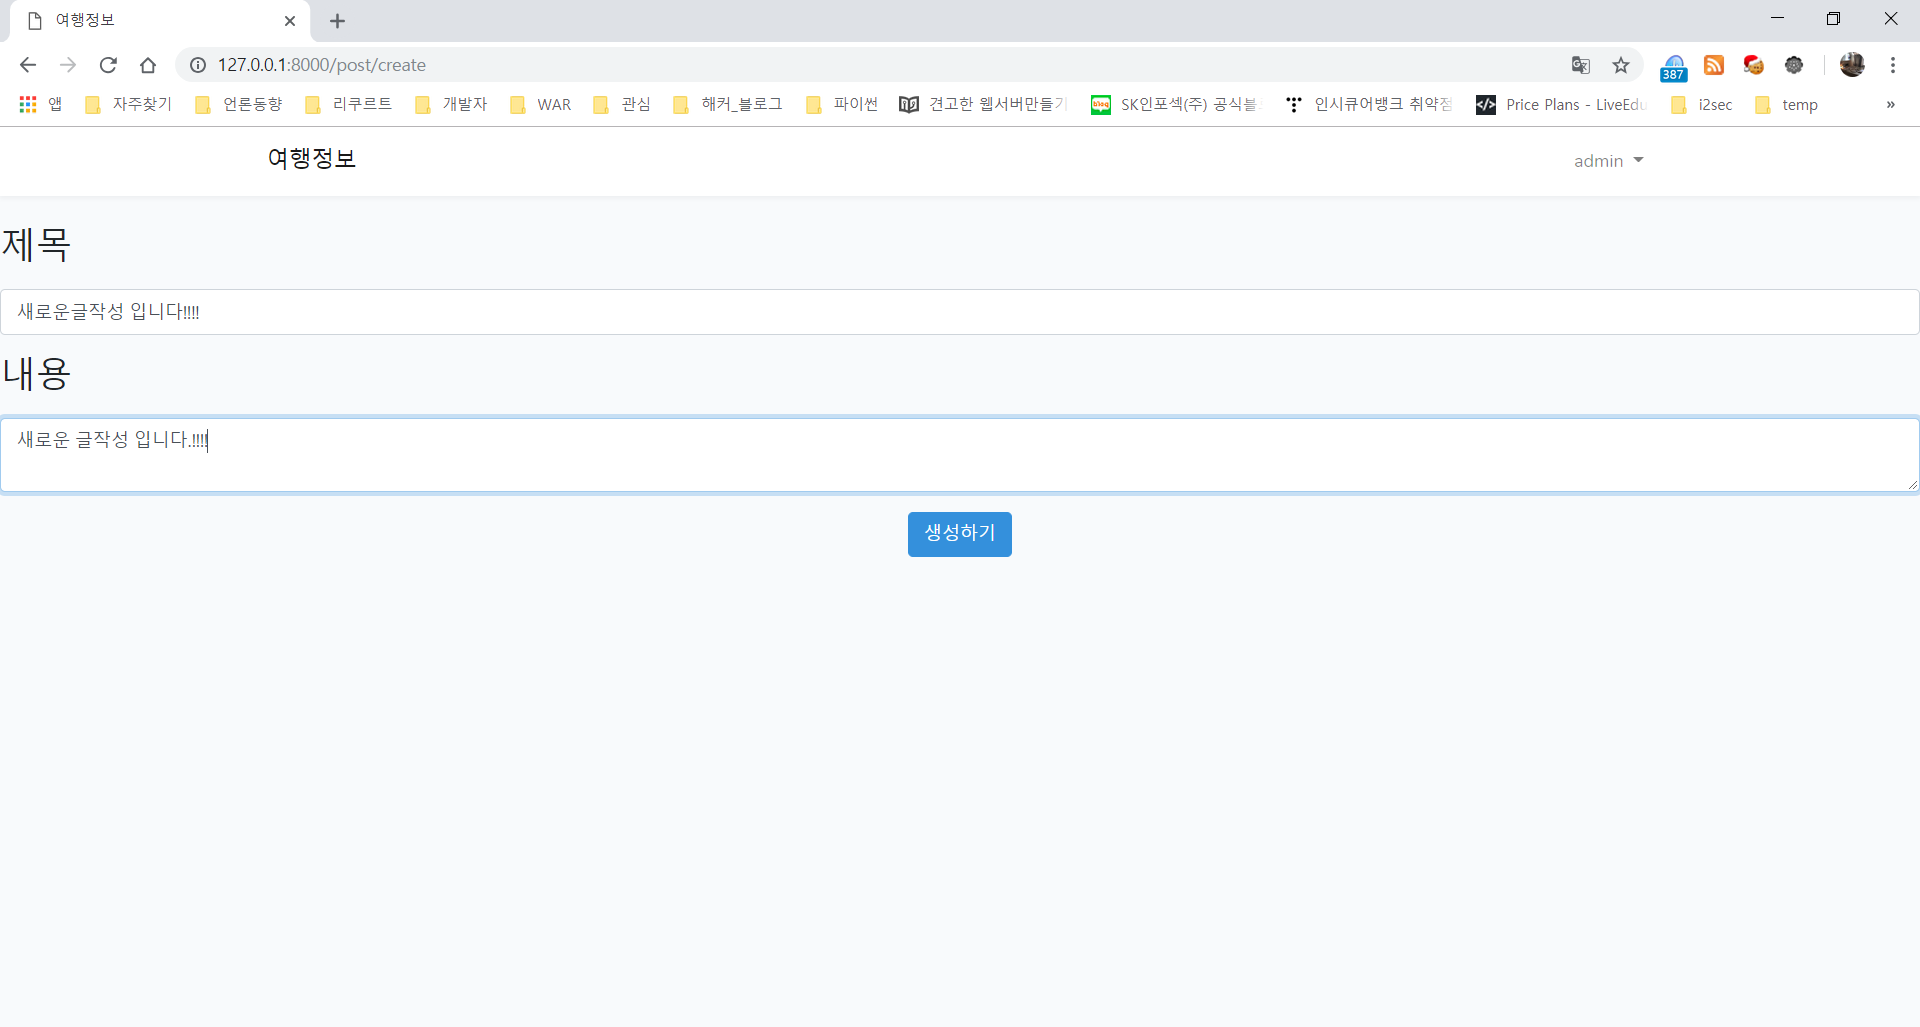 여행정보
127.0.0.1:8000/post/create
387
앱 자주찾기 언론동향 리쿠르트 개발자 WAR 관심 해커_블로그 파이썬 견고한 웹서버만들기 blog SK인포섹(주) 공식블 인시큐어뱅크 취약점 Price Plans - LiveEdu i2sec temp »
여행정보 admin
제목
새로운글작성 입니다!!!!
내용
새로운 글작성 입니다.!!!!
생성하기